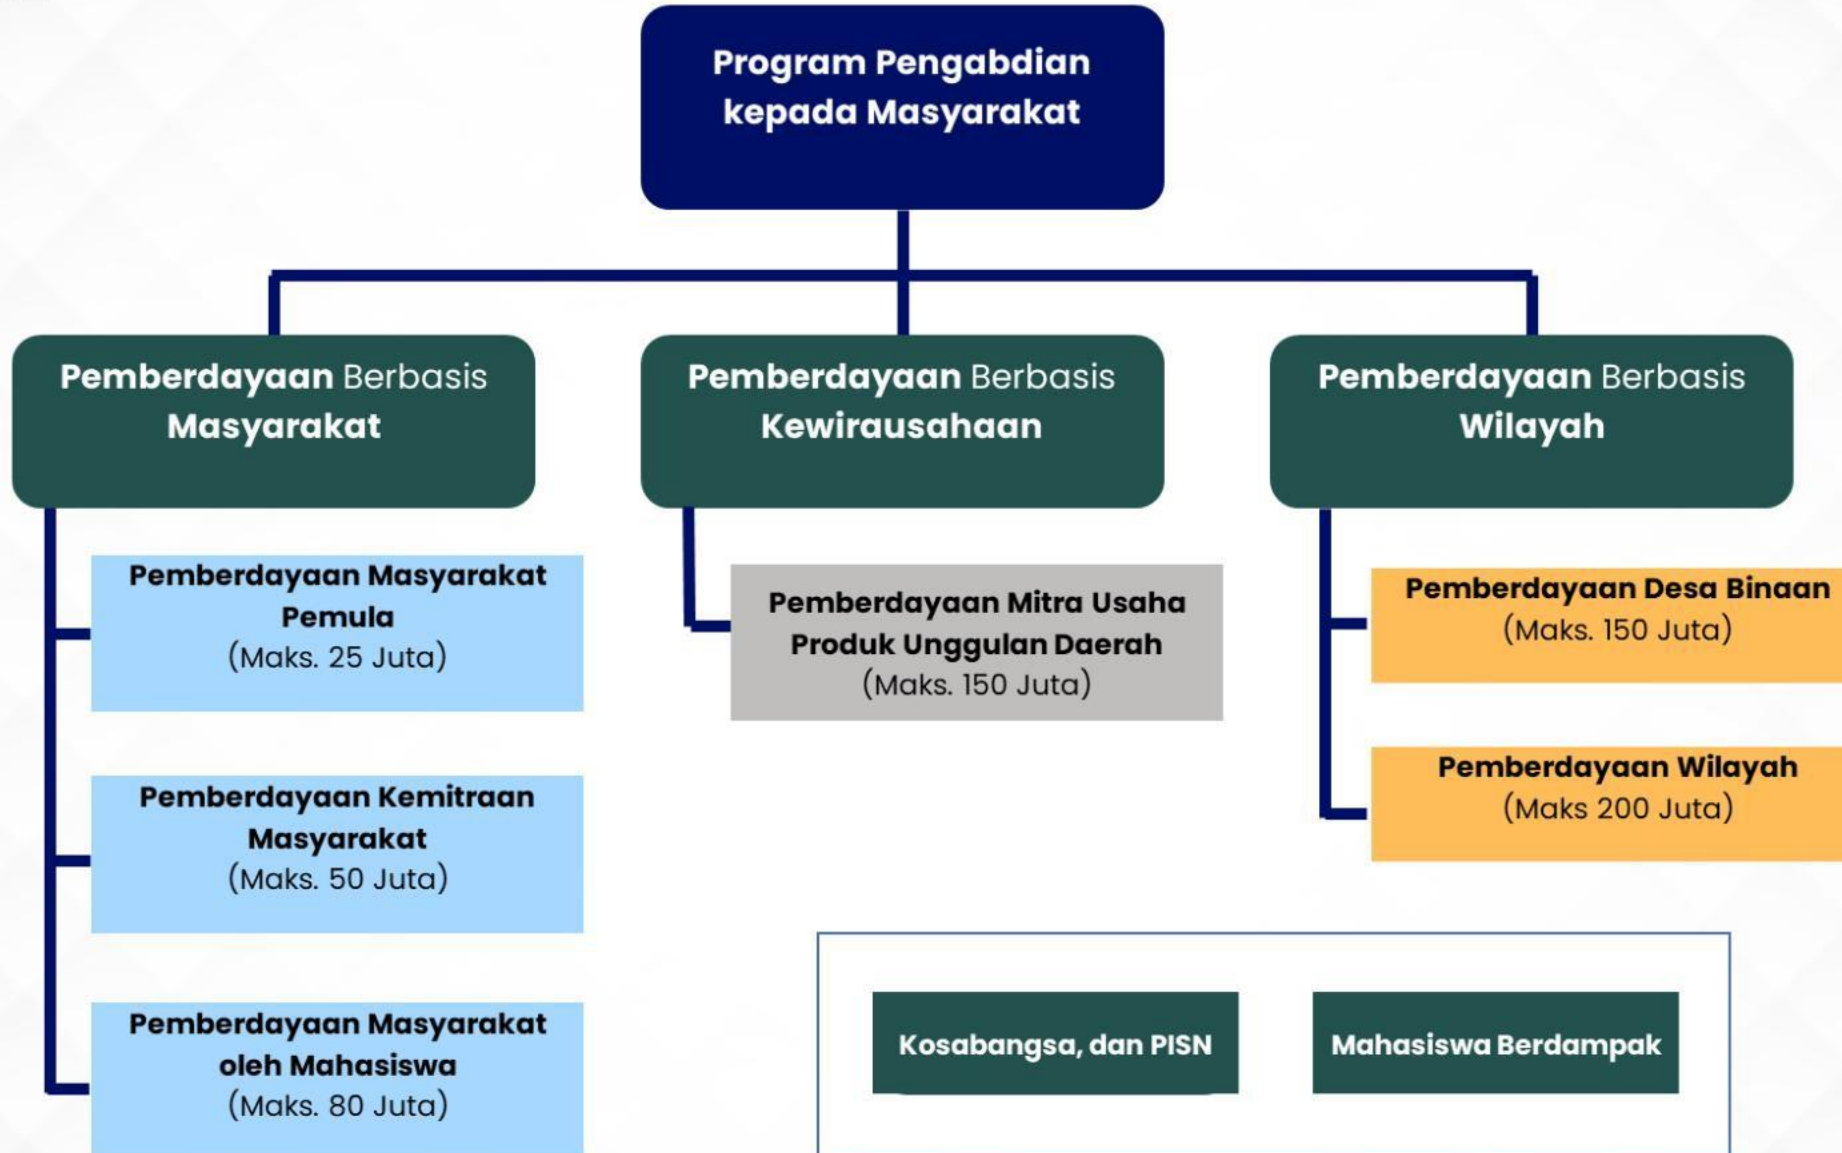 Program Pengabdian
kepada Masyarakat
Pemberdayaan Berbasis
Masyarakat
Pemberdayaan Masyarakat
Pemula
(Maks. 25 Juta)
Pemberdayaan Kemitraan
Masyarakat
(Maks. 50 Juta)
Pemberdayaan Masyarakat
oleh Mahasiswa
(Maks. 80 Juta)
Pemberdayaan Berbasis
Kewirausahaan
Pemberdayaan Mitra Usaha
Produk Unggulan Daerah
(Maks. 150 Juta)
Pemberdayaan Berbasis
Wilayah
Pemberdayaan Desa Binaan
(Maks. 150 Juta)
Pemberdayaan Wilayah
(Maks 200 Juta)
Kosabangsa, dan PISN
Mahasiswa Berdampak